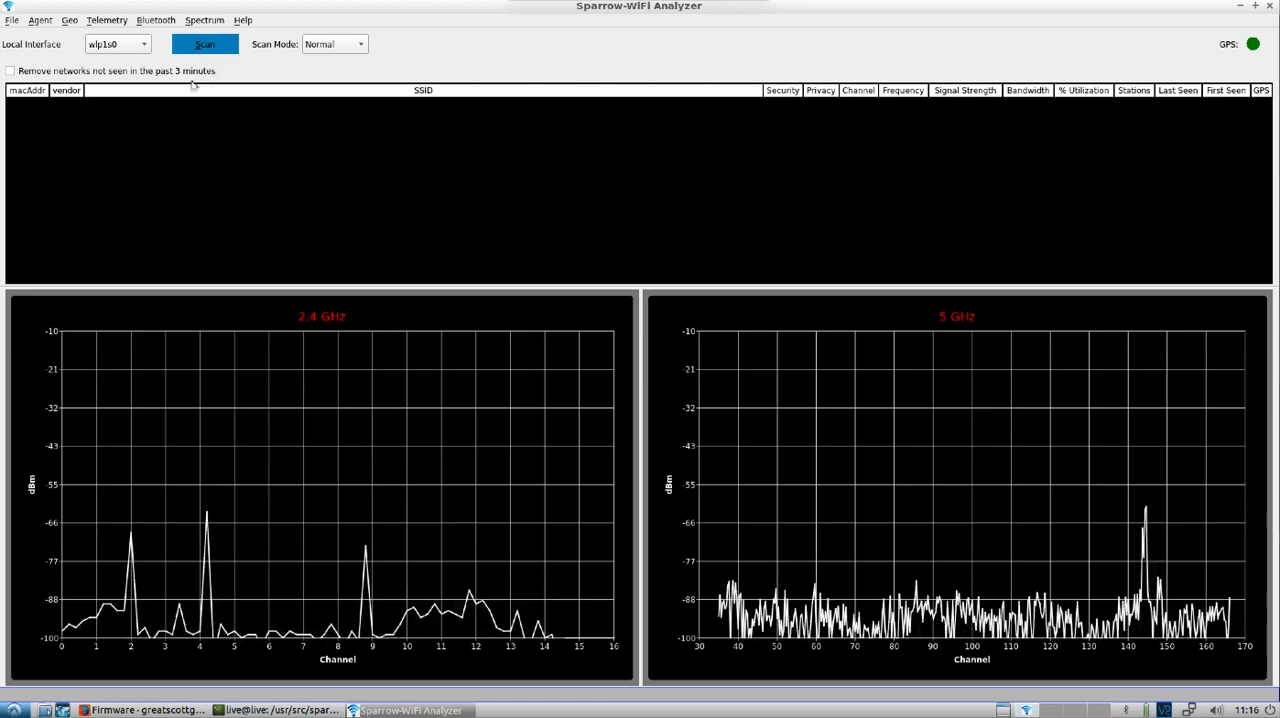 Sparrow-WiFi Analyzer
File Agent Geo Telemetry Bluetooth Spectrum Help
Local Interface wlp1s0 Scan Scan Mode: Normal GPS:
Remove networks not seen in the past 3 minutes
macAddr vendor SSID Security Privacy Channel Frequency Signal Strength Bandwidth % Utilization Stations Last Seen First Seen GPS
2.4 GHz
-10
-21
-32
-43
-55
-66
-77
-88
-100
dBm
0 1 2 3 4 5 6 7 8 9 10 11 12 13 14 15 16
Channel
5 GHz
-10
-21
-32
-43
-55
-66
-77
-88
-100
dBm
30 40 50 60 70 80 90 100 110 120 130 140 150 160 170
Channel
Firmware · greatscottg... live@live: /usr/src/spar... Sparrow-WiFi Analyzer V2 11:16